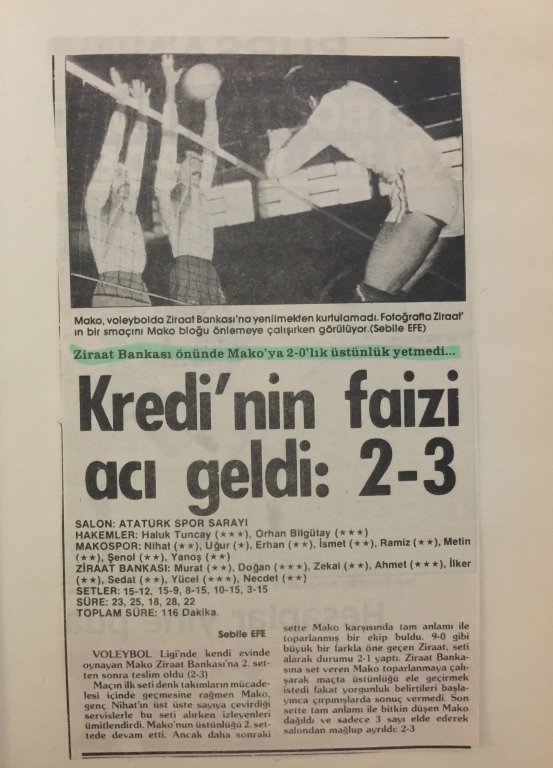 Mako, voleybolda Ziraat Bankası'na yenilmekten kurtulamadı. Fotoğrafta Ziraat'
ın bir smaçını Mako bloğu önlemeye çalışırken görülüyor.(Sebile EFE)
Ziraat Bankası önünde Mako'ya 2-0'lık üstünlük yetmedi...
Kredi'nin faizi
acı geldi: 2-3
SALON: ATATÜRK SPOR SARAYI
HAKEMLER: Haluk Tuncay (★★★), Orhan Bilgütay (★★★)
MAKOSPOR: Nihat (★★), Uğur (★), Erhan (★★), İsmet (★★), Ramiz (★★), Metin
(★★), Şenol (★★), Yanoş (★★)
ZİRAAT BANKASI: Murat (★★), Doğan (★★★), Zekai (★★), Ahmet (★★★), İlker
(★★), Sedat (★★), Yücel (★★★), Necdet (★★)
SETLER: 15-12, 15-9, 8-15, 10-15, 3-15
SÜRE: 23, 25, 18, 28, 22
TOPLAM SÜRE: 116 Dakika.
Sebile EFE
VOLEYBOL Ligi'nde kendi evinde
oynayan Mako Ziraat Bankası'na 2. set-
ten sonra teslim oldu (2-3)
Maçın ilk seti denk takımların mücade-
lesi içinde geçmesine rağmen Mako,
genç. Nihat'ın üst üste sayıya çevirdiği
servislerle bu seti alırken izleyenleri
ümitlendirdi. Mako'nun üstünlüğü 2. set-
tede devam etti. Ancak daha sonraki
sette Mako karşısında tam anlamı ile
toparlanmış bir ekip buldu. 9-0 gibi
büyük bir farkla öne geçen Ziraat, seti
alarak durumu 2-1 yaptı. Ziraat Banka-
sına set veren Mako toparlanmaya çalı-
şarak maçta üstünlüğü ele geçirmek
istedi fakat yorgunluk belirtileri başla-
yınca çırpınışlarda sonuç vermedi. Son
sette tam anlamı ile bitkin düşen Mako
dağıldı ve sadece 3 sayı elde ederek
salondan mağlup ayrıldı: 2-3